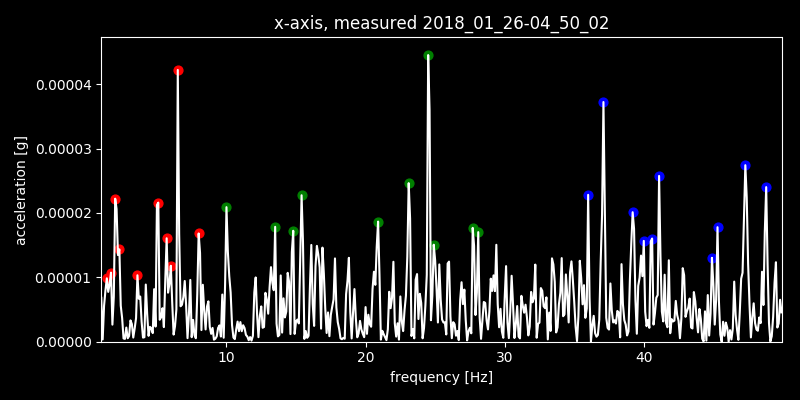 x-axis, measured 2018_01_26-04_50_02
acceleration [g]
0.00004
0.00003
0.00002
0.00001
0.00000
10 20 30 40
frequency [Hz]